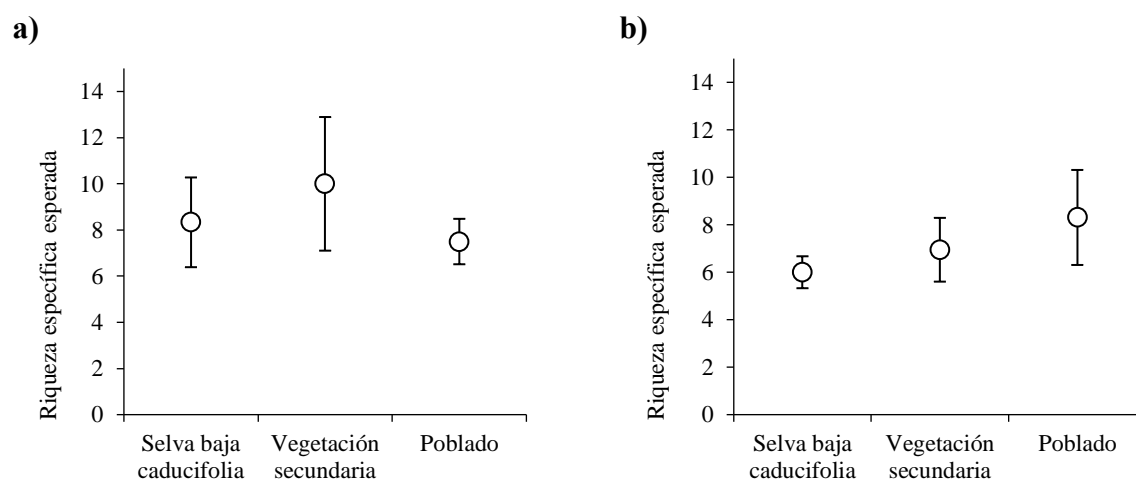 a)
Riqueza específica esperada
14
12
10
8
6
4
2
0
Selva baja
caducifolia
Vegetación
secundaria
Poblado
b)
Riqueza específica esperada
14
12
10
8
6
4
2
0
Selva baja
caducifolia
Vegetación
secundaria
Poblado